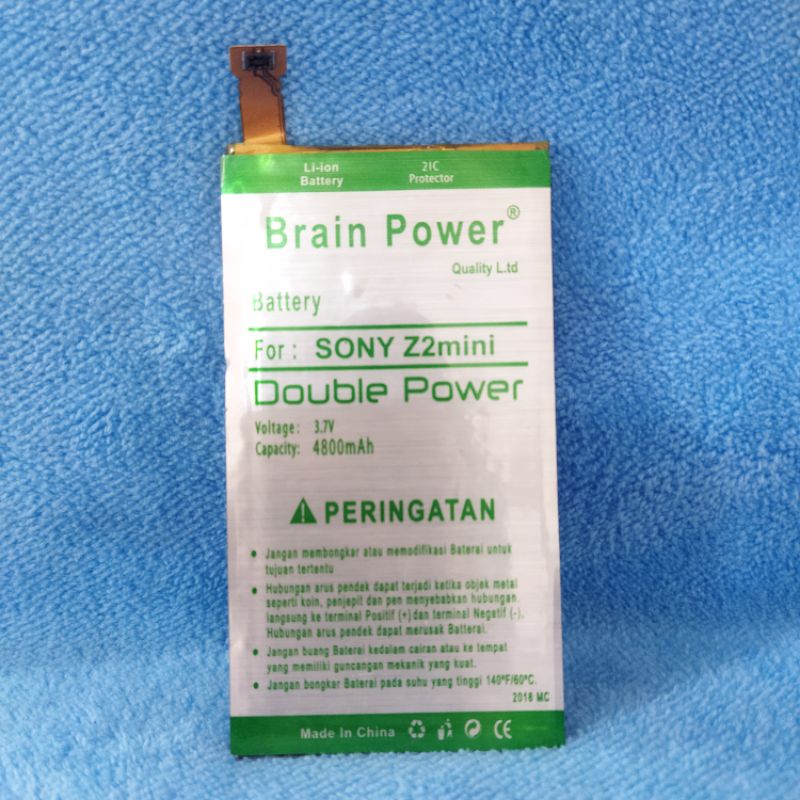 Li-ion
Battery
2IC
Protector
Brain Power®
Quality L.td
Battery
For : SONY Z2mini
Double Power
Voltage: 3.7V
Capacity: 4800mAh
PERINGATAN
• Jangan membongkar atau memodifikasi Baterai untuk
tujuan tertentu
• Hubungan arus pendek dapat terjadi ketika objek metal
seperti koin, penjepit dan pen menyebabkan hubungan.
langsung ke terminal Positif (+) dan terminal Negatif (-).
Hubungan arus pendek dapat merusak Batterai.
• Jangan buang Baterai kedalam cairan atau ke tempat
yang memiliki guncangan mekanik yang kuat.
• Jangan bungkar Baterai pada suhu yang tinggi 140°F/60°C.
2018 MC
Made In China CE